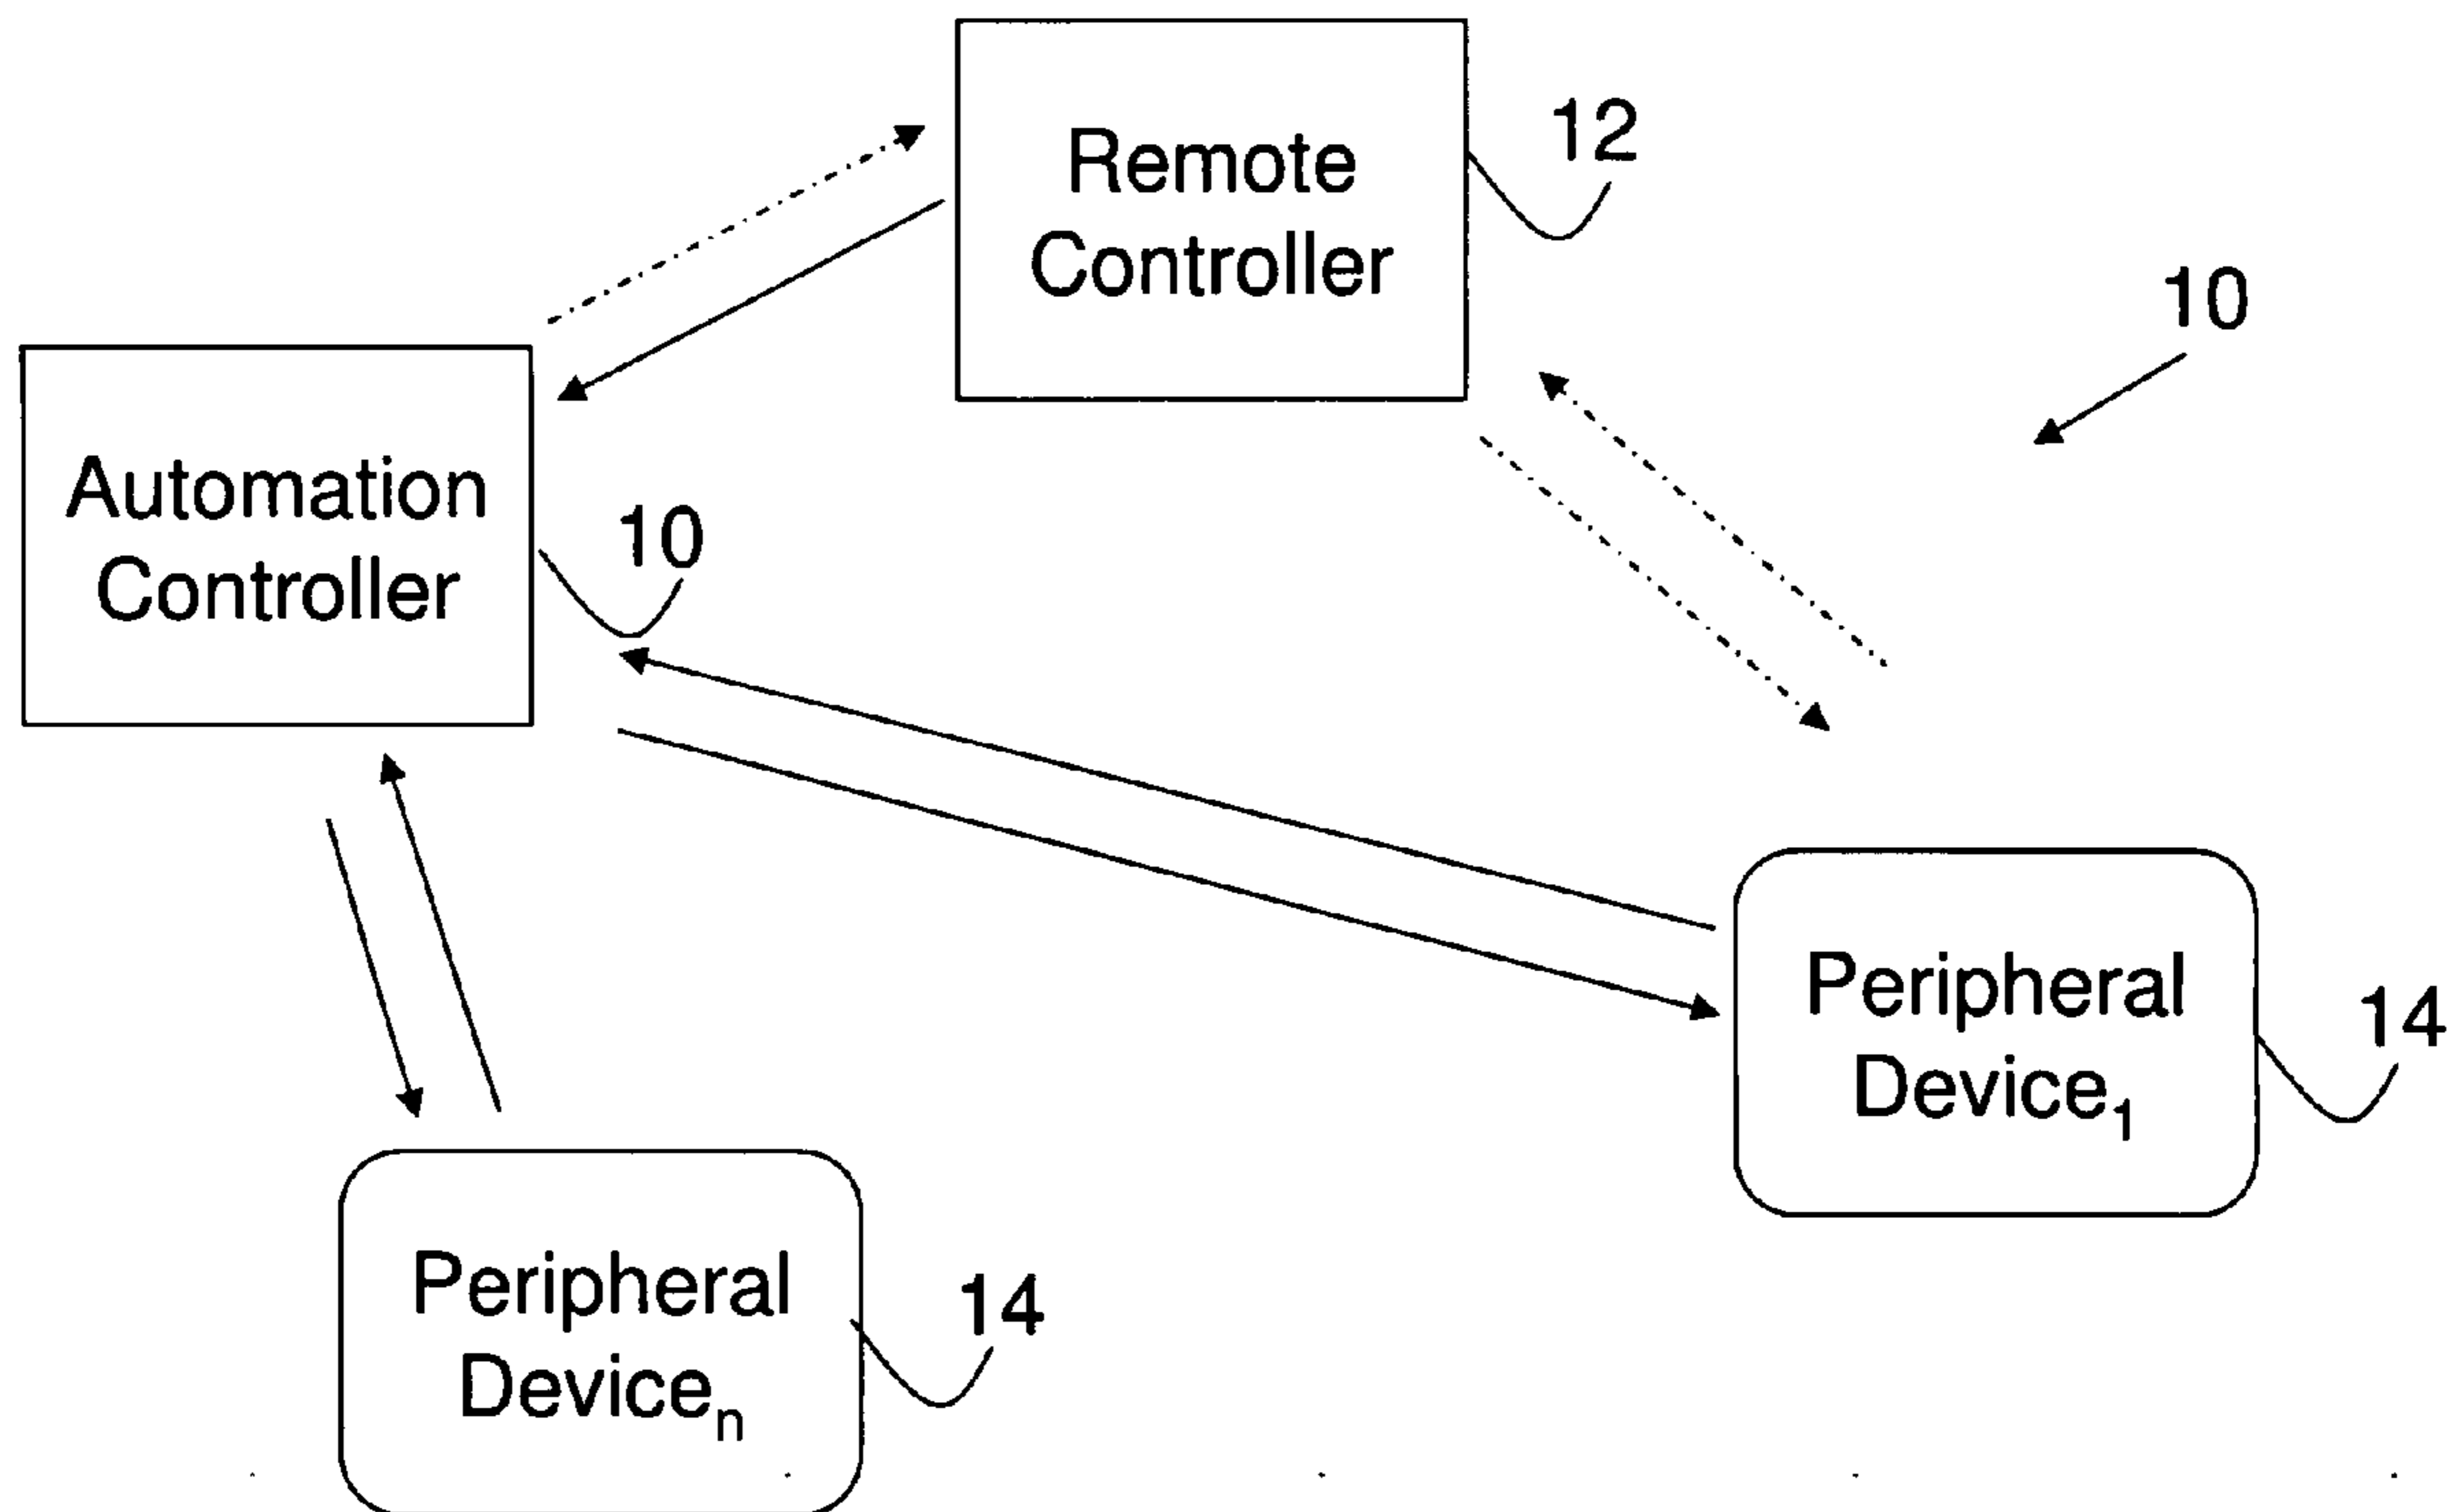 Remote
Controller
12
10
Automation
Controller
10
Peripheral
Device1
14
Peripheral
Devicen
14